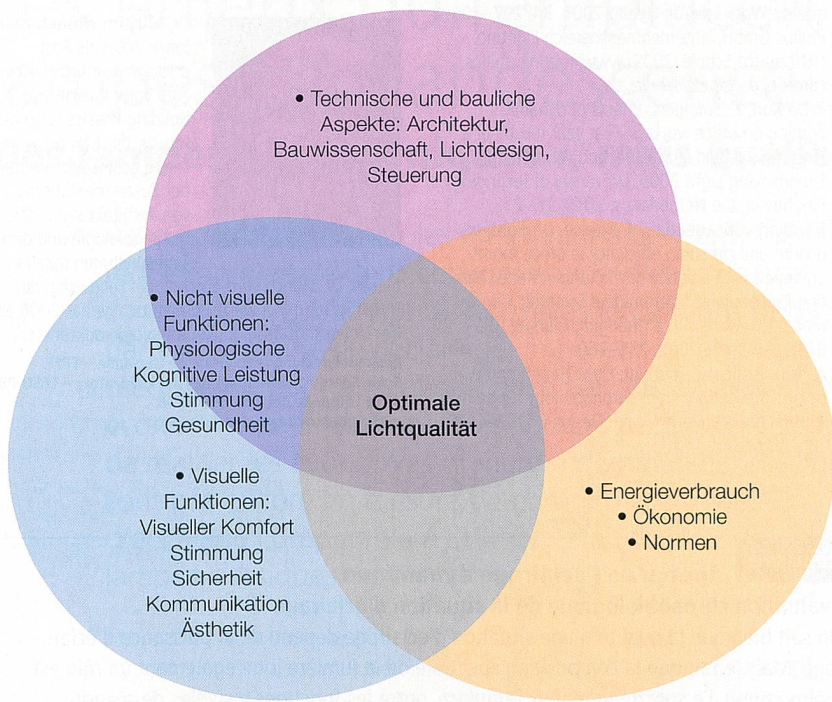 • Technische und bauliche
Aspekte: Architektur,
Bauwissenschaft, Lichtdesign,
Steuerung
• Nicht visuelle
Funktionen:
Physiologische
Kognitive Leistung
Stimmung
Gesundheit
Optimale
Lichtqualität
• Visuelle
Funktionen:
Visueller Komfort
Stimmung
Sicherheit
Kommunikation
Ästhetik
• Energieverbrauch
• Ökonomie
• Normen